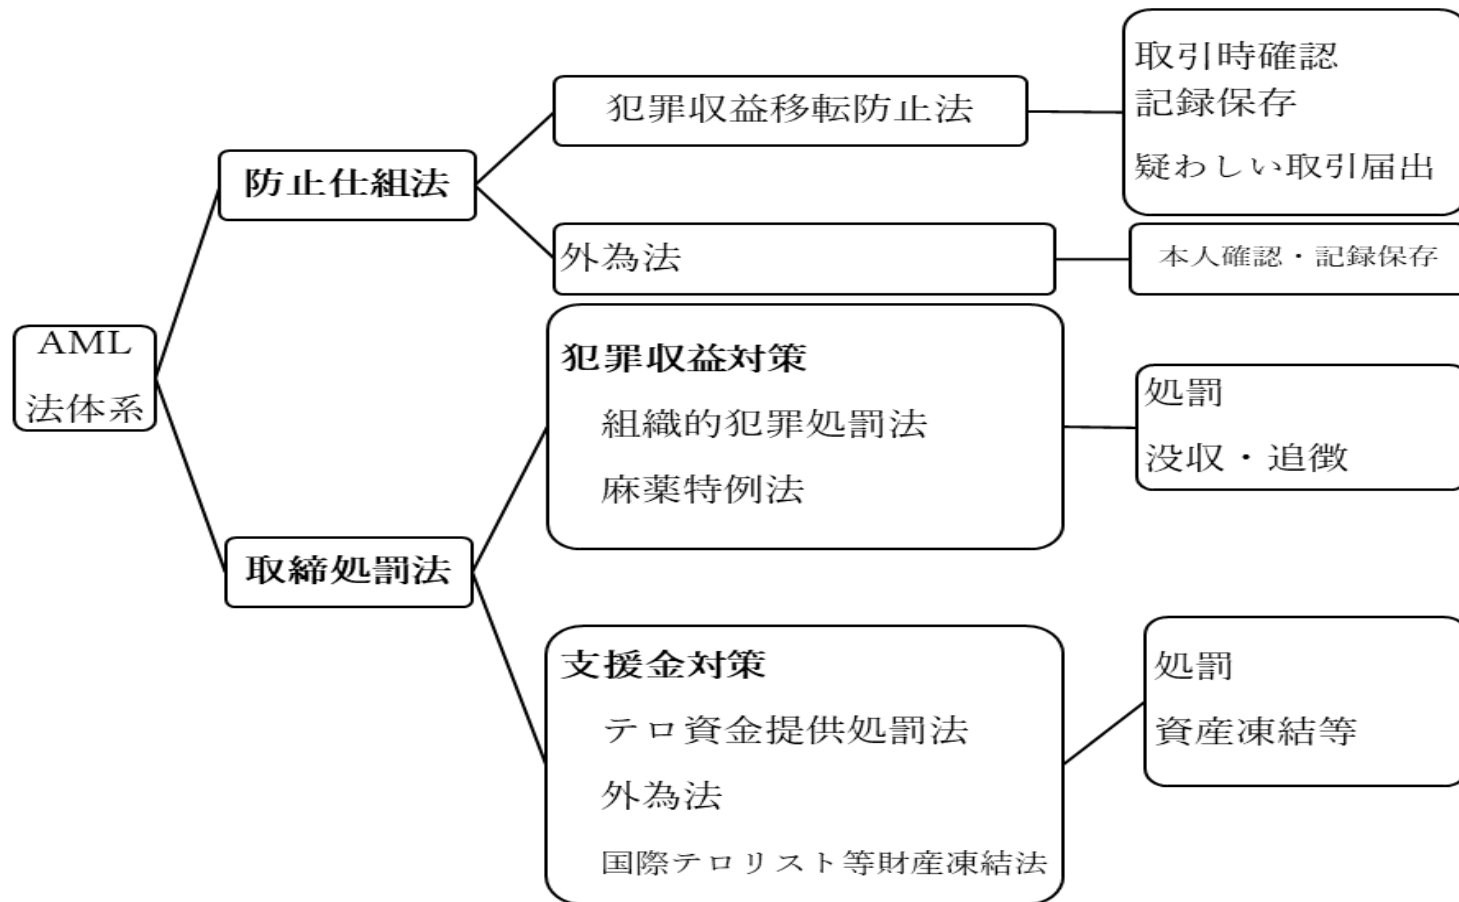 AML
法体系
防止仕組法
犯罪収益移転防止法
取引時確認
記録保存
疑わしい取引届出
外為法
本人確認・記録保存
取締処罰法
犯罪収益対策
組織的犯罪処罰法
麻薬特例法
処罰
没収・追徴
支援金対策
テロ資金提供処罰法
外為法
国際テロリスト等財産凍結法
処罰
資産凍結等